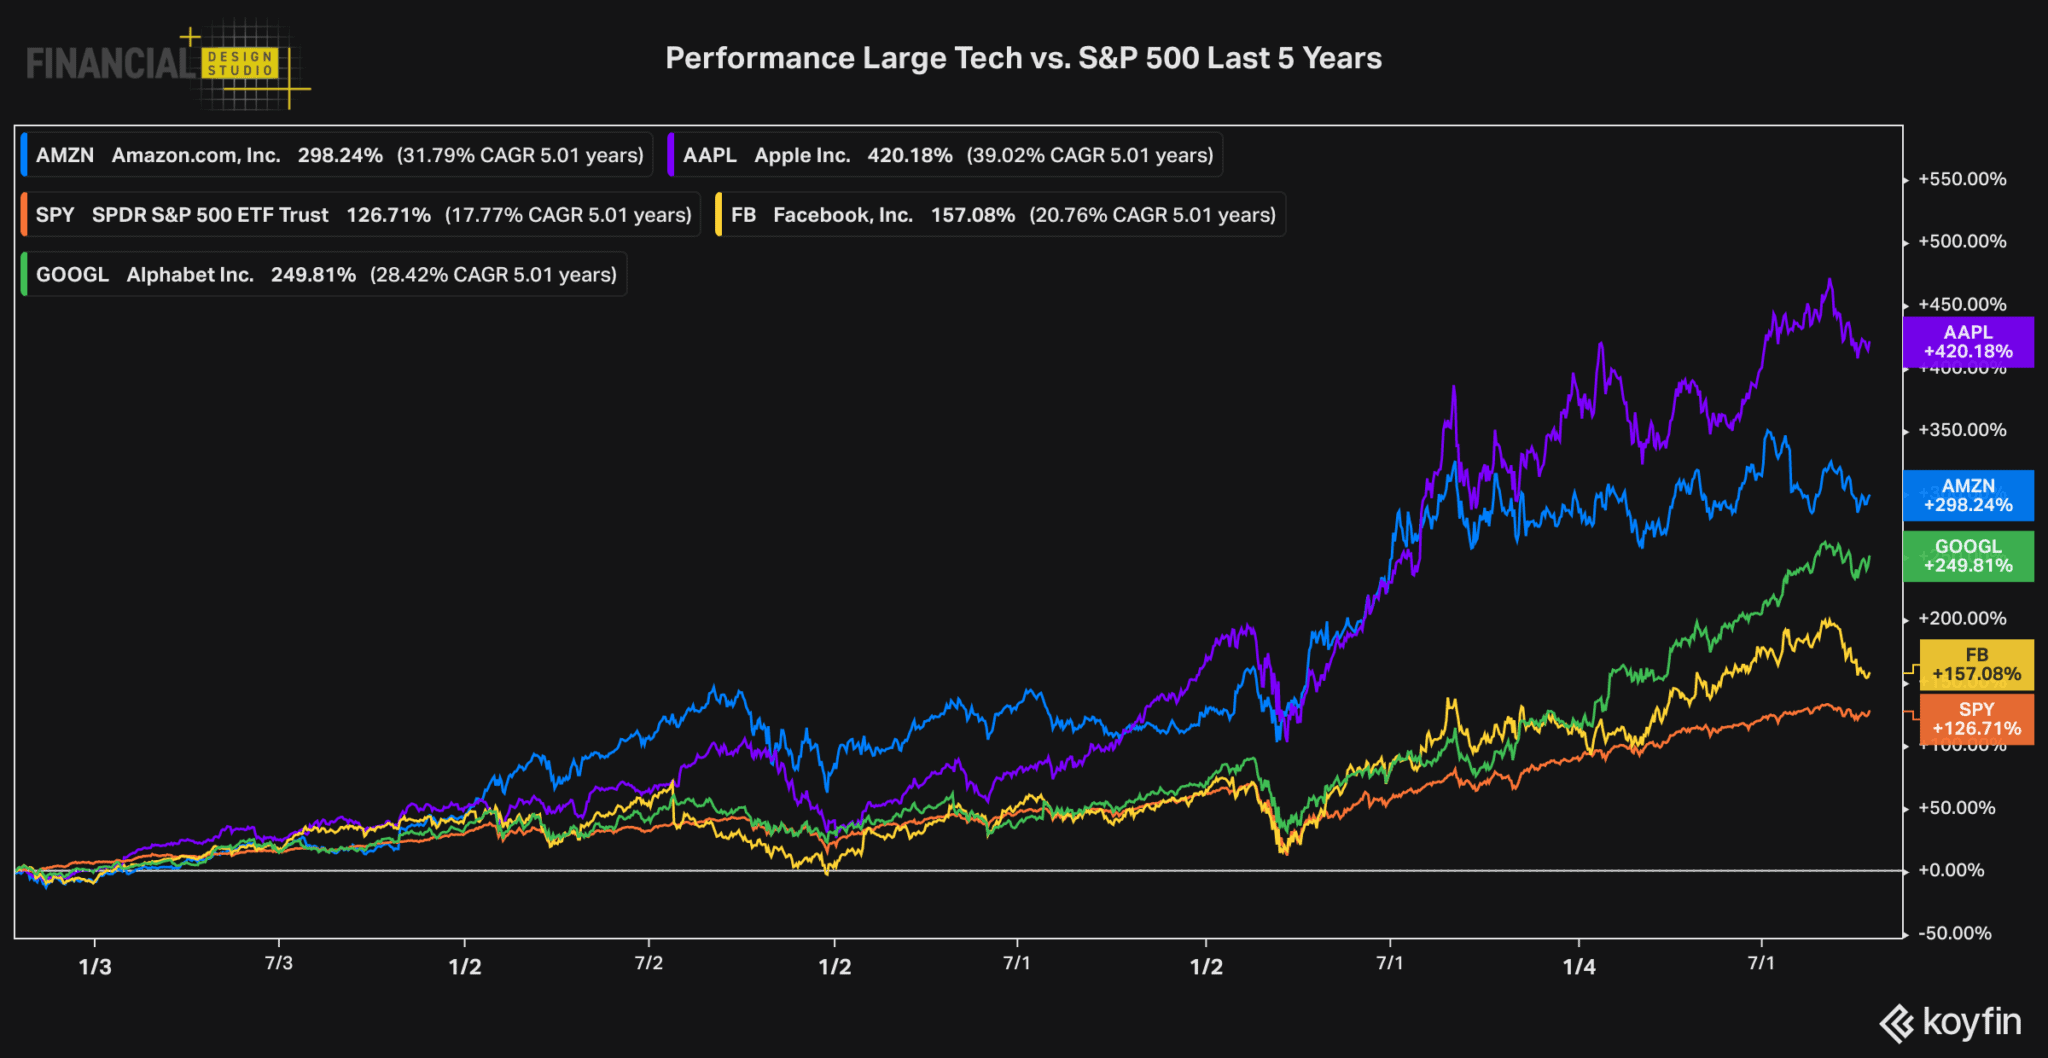 FINANCIAL DESIGN STUDIO
Performance Large Tech vs. S&P 500 Last 5 Years
AMZN Amazon.com, Inc. 298.24% (31.79% CAGR 5.01 years) AAPL Apple Inc. 420.18% (39.02% CAGR 5.01 years)
SPY SPDR S&P 500 ETF Trust 126.71% (17.77% CAGR 5.01 years) FB Facebook, Inc. 157.08% (20.76% CAGR 5.01 years)
GOOGL Alphabet Inc. 249.81% (28.42% CAGR 5.01 years)
+550.00%
+500.00%
+450.00%
AAPL
+420.18%
+400.00%
+350.00%
AMZN
+298.24%
GOOGL
+249.81%
+200.00%
FB
+157.08%
SPY
+126.71%
+100.00%
+50.00%
+0.00%
-50.00%
1/3 7/3 1/2 7/2 1/2 7/1 1/2 7/1 1/4 7/1
koyfin